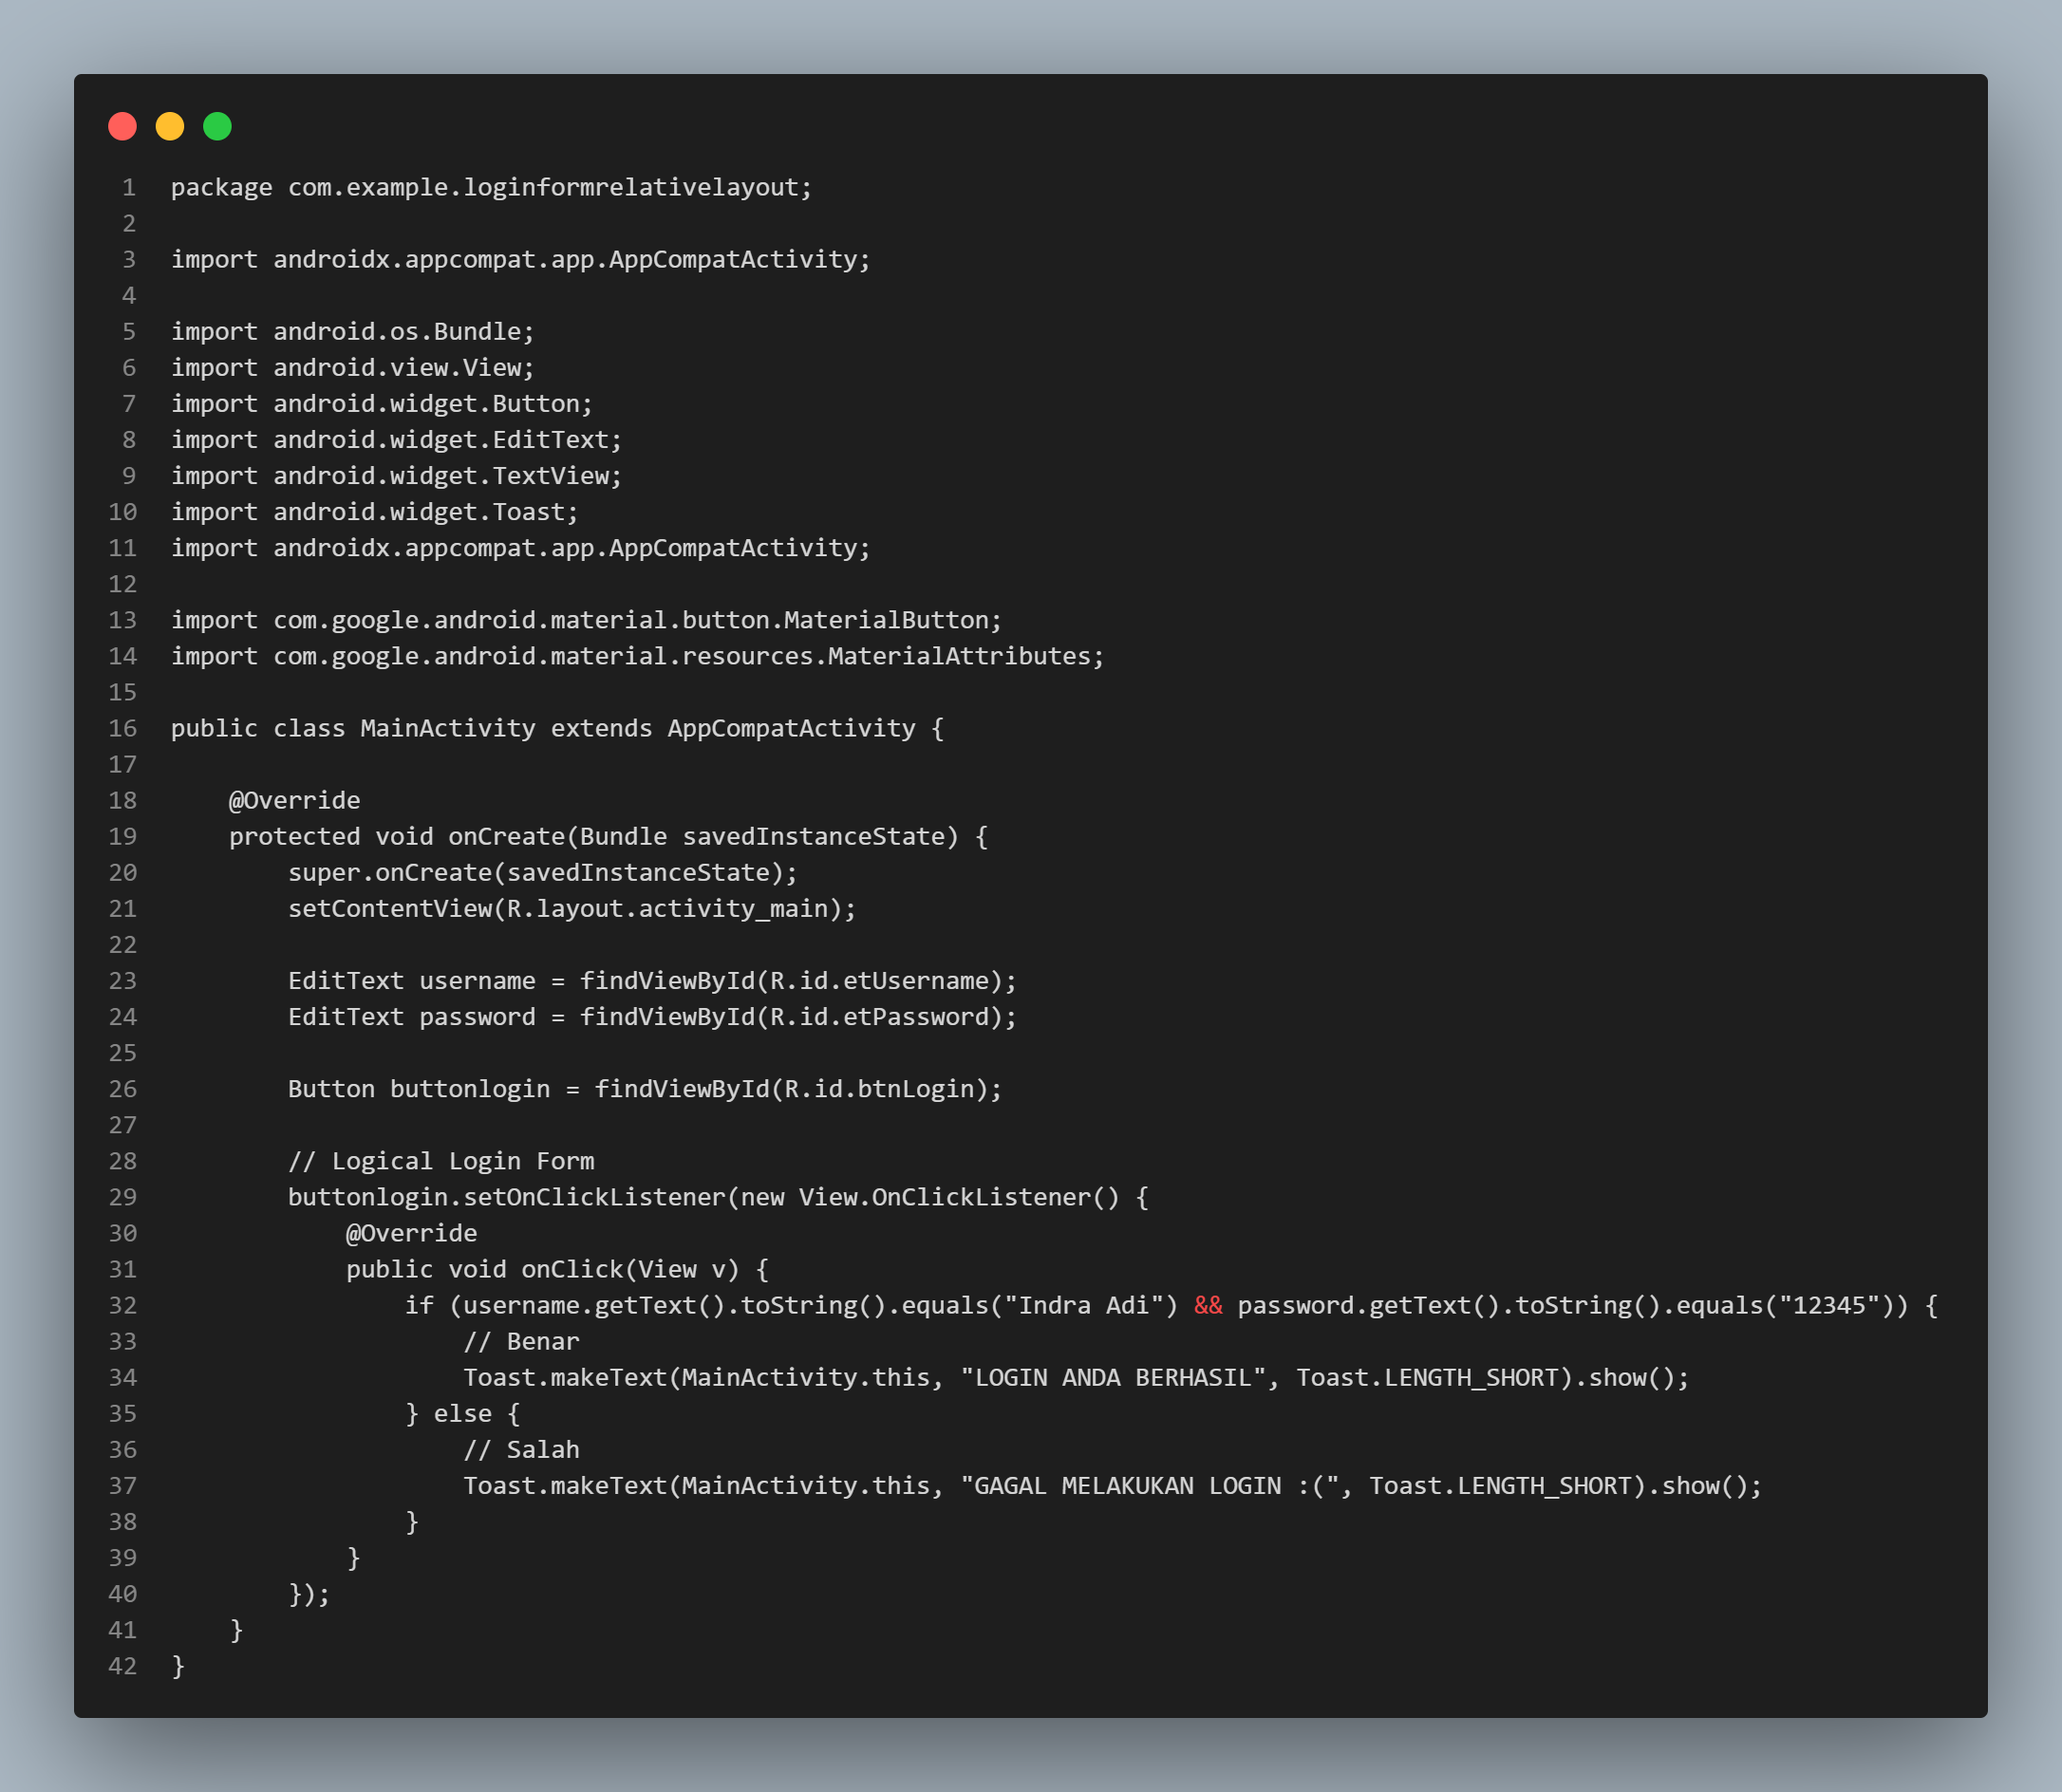 1 package com.example.loginformrelativelayout;
2
3 import androidx.appcompat.app.AppCompatActivity;
4
5 import android.os.Bundle;
6 import android.view.View;
7 import android.widget.Button;
8 import android.widget.EditText;
9 import android.widget.TextView;
10 import android.widget.Toast;
11 import androidx.appcompat.app.AppCompatActivity;
12
13 import com.google.android.material.button.MaterialButton;
14 import com.google.android.material.resources.MaterialAttributes;
15
16 public class MainActivity extends AppCompatActivity {
17
18     @Override
19     protected void onCreate(Bundle savedInstanceState) {
20         super.onCreate(savedInstanceState);
21         setContentView(R.layout.activity_main);
22
23         EditText username = findViewById(R.id.etUsername);
24         EditText password = findViewById(R.id.etPassword);
25
26         Button buttonlogin = findViewById(R.id.btnLogin);
27
28         // Logical Login Form
29         buttonlogin.setOnClickListener(new View.OnClickListener() {
30             @Override
31             public void onClick(View v) {
32                 if (username.getText().toString().equals("Indra Adi") && password.getText().toString().equals("12345")) {
33                     // Benar
34                     Toast.makeText(MainActivity.this, "LOGIN ANDA BERHASIL", Toast.LENGTH_SHORT).show();
35                 } else {
36                     // Salah
37                     Toast.makeText(MainActivity.this, "GAGAL MELAKUKAN LOGIN :(", Toast.LENGTH_SHORT).show();
38                 }
39             }
40         });
41     }
42 }